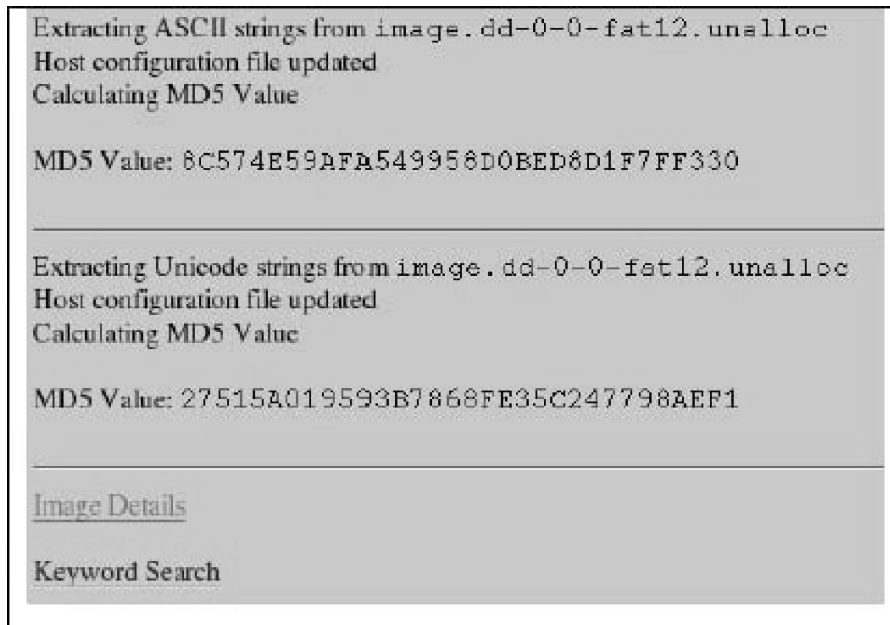 Extracting ASCII strings from image.dd-0-0-fat12.unalloc
Host configuration file updated
Calculating MD5 Value
MD5 Value: 8C574E59AFA549958D0BED8D1F7FF330
Extracting Unicode strings from image.dd-0-0-fat12.unalloc
Host configuration file updated
Calculating MD5 Value
MD5 Value: 27515A019593B7868FE35C247798AEF1
Image Details
Keyword Search